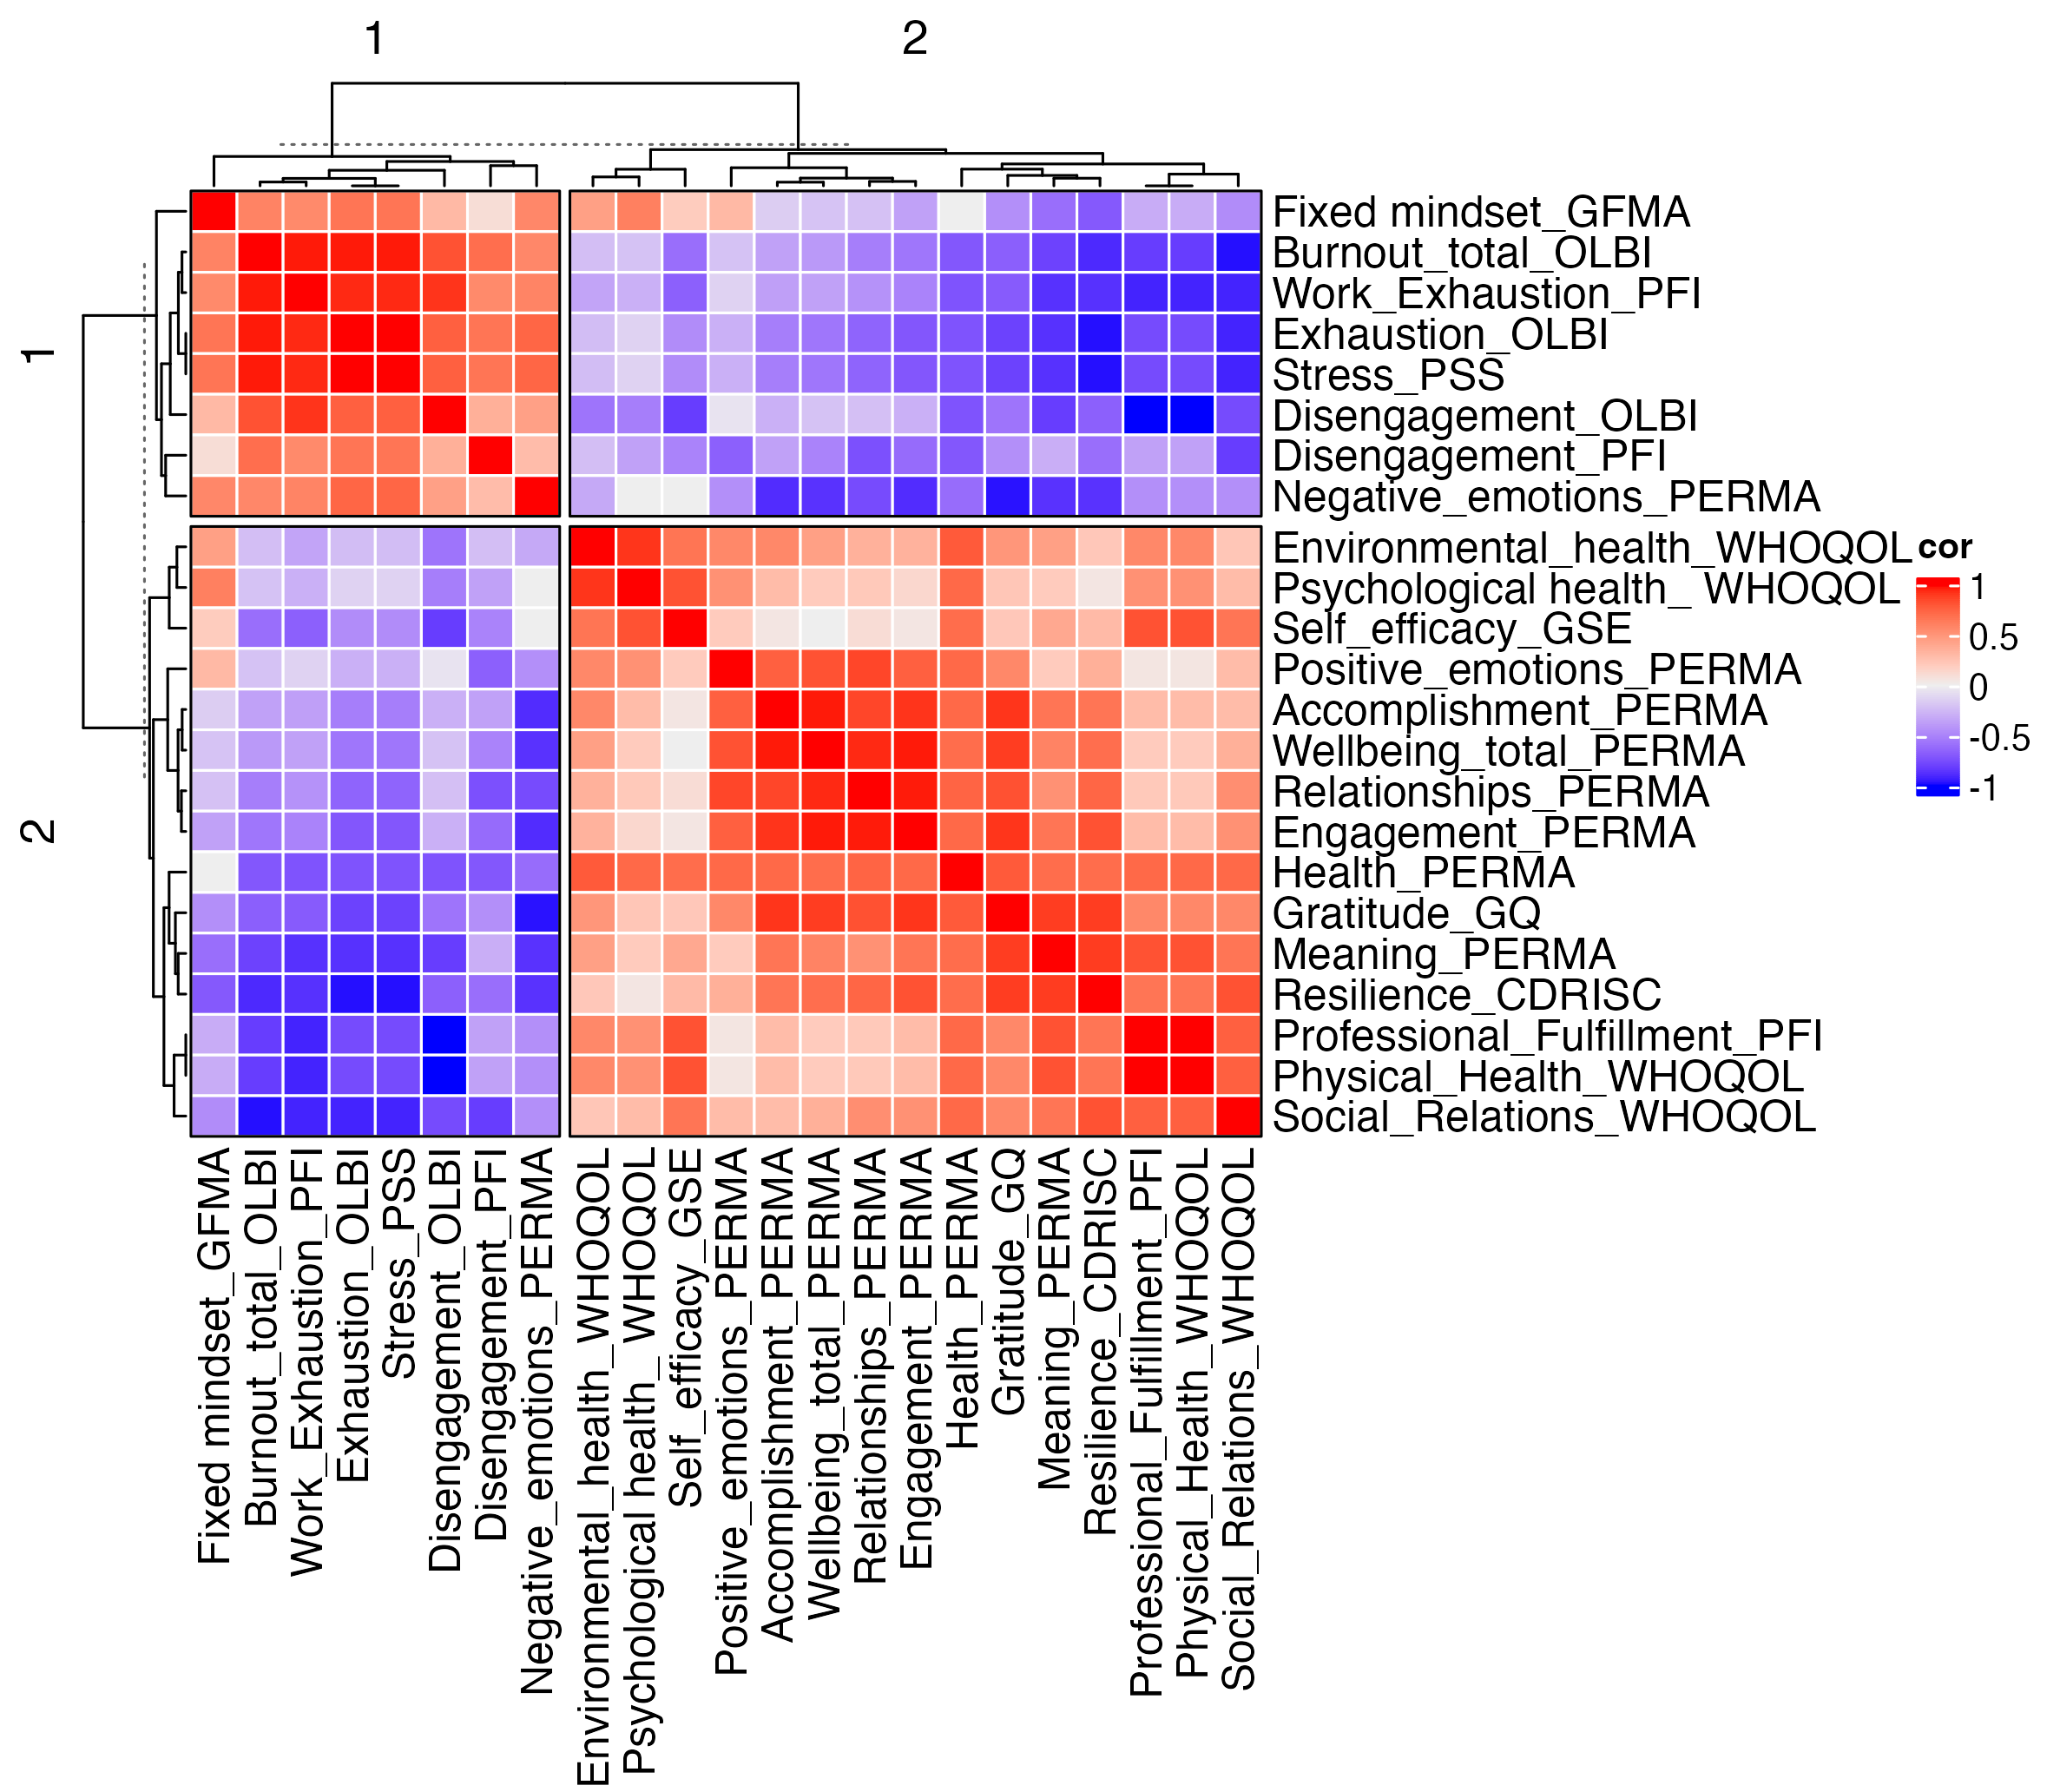 1
2
1
2
Fixed mindset_GFMA
Burnout_total_OLBI
Work_Exhaustion_PFI
Exhaustion_OLBI
Stress_PSS
Disengagement_OLBI
Disengagement_PFI
Negative_emotions_PERMA
Environmental_health_WHOQOL
Psychological health_ WHOQOL
Self_efficacy_GSE
Positive_emotions_PERMA
Accomplishment_PERMA
Wellbeing_total_PERMA
Relationships_PERMA
Engagement_PERMA
Health_PERMA
Gratitude_GQ
Meaning_PERMA
Resilience_CDRISC
Professional_Fulfillment_PFI
Physical_Health_WHOQOL
Social_Relations_WHOQOL
cor
1
0.5
0
-0.5
-1
Fixed mindset_GFMA
Burnout_total_OLBI
Work_Exhaustion_PFI
Exhaustion_OLBI
Stress_PSS
Disengagement_OLBI
Disengagement_PFI
Negative_emotions_PERMA
Environmental_health_WHOQOL
Psychological health_ WHOQOL
Self_efficacy_GSE
Positive_emotions_PERMA
Accomplishment_PERMA
Wellbeing_total_PERMA
Relationships_PERMA
Engagement_PERMA
Health_PERMA
Gratitude_GQ
Meaning_PERMA
Resilience_CDRISC
Professional_Fulfillment_PFI
Physical_Health_WHOQOL
Social_Relations_WHOQOL